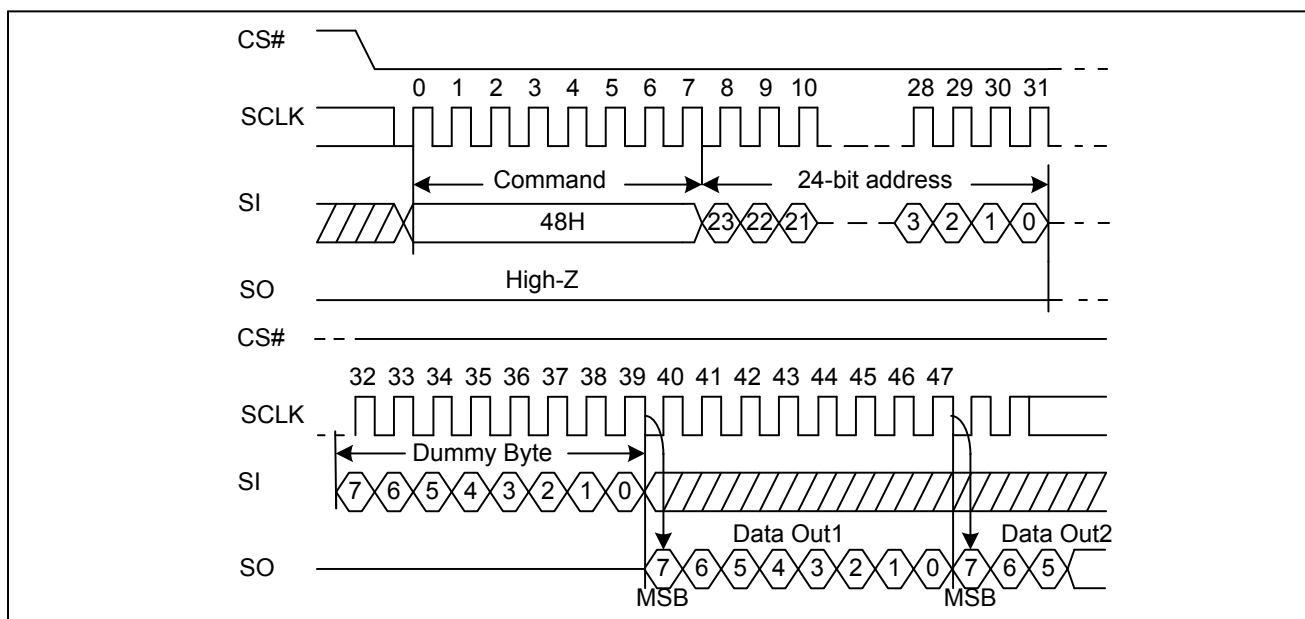 CS#
0 1 2 3 4 5 6 7 8 9 10 28 29 30 31
SCLK
Command 24-bit address
SI
48H 23 22 21 3 2 1 0
High-Z
SO
CS#
32 33 34 35 36 37 38 39 40 41 42 43 44 45 46 47
SCLK
Dummy Byte
SI
7 6 5 4 3 2 1 0
Data Out1 Data Out2
SO
7 6 5 4 3 2 1 0 7 6 5
MSB MSB